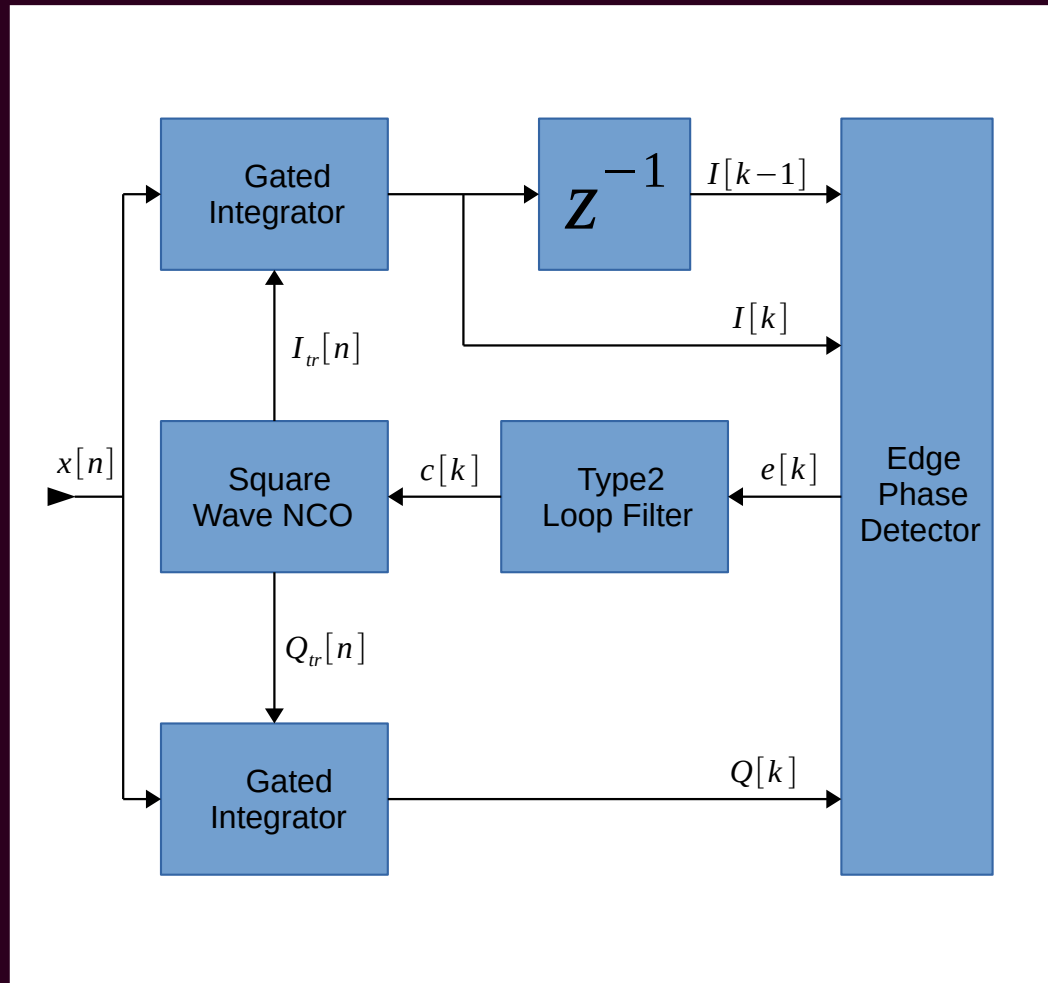 Gated
Integrator
z⁻¹
I[k−1]
I[k]
I_tr[n]
x[n]
Square
Wave NCO
c[k]
Type2
Loop Filter
e[k]
Edge
Phase
Detector
Q_tr[n]
Gated
Integrator
Q[k]